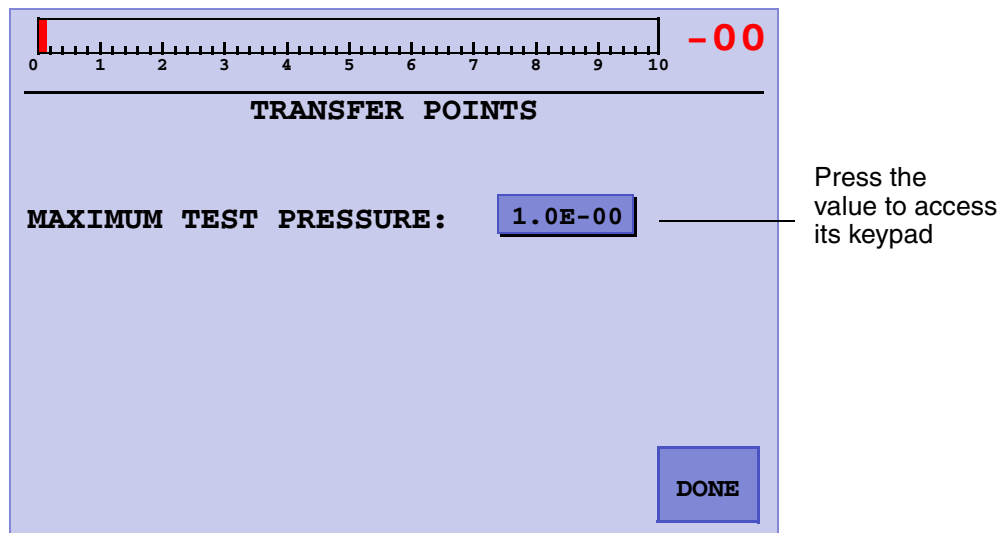 -00
0 1 2 3 4 5 6 7 8 9 10
TRANSFER POINTS
MAXIMUM TEST PRESSURE: 1.0E-00
Press the
value to access
its keypad
DONE